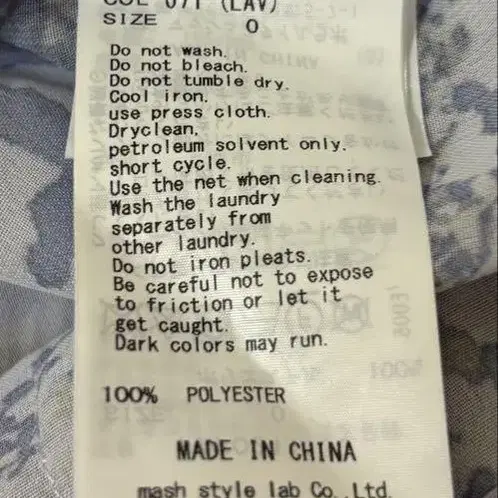 COL 071 (LAV)
SIZE 0
Do not wash.
Do not bleach.
Do not tumble dry.
Cool iron.
use press cloth.
Dryclean,
petroleum solvent only.
short cycle.
Use the net when cleaning.
Wash the laundry
separately from
other laundry.
Do not iron pleats.
Be careful not to expose
to friction or let it
get caught.
Dark colors may run.
100% POLYESTER
MADE IN CHINA
mash style lab Co., Ltd.